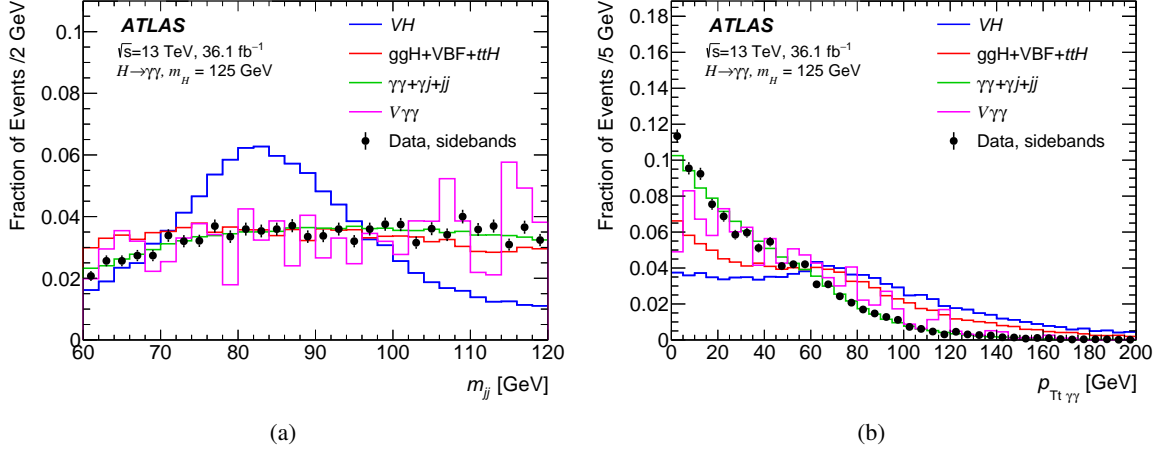 Fraction of Events /2 GeV
0.1
0.08
0.06
0.04
0.02
0
ATLAS
√s=13 TeV, 36.1 fb⁻¹
H→γγ, m_H = 125 GeV
VH
ggH+VBF+ttH
γγ+γj+jj
Vγγ
Data, sidebands
60 70 80 90 100 110 120
m_jj [GeV]
(a)
Fraction of Events /5 GeV
0.18
0.16
0.14
0.12
0.1
0.08
0.06
0.04
0.02
0
ATLAS
√s=13 TeV, 36.1 fb⁻¹
H→γγ, m_H = 125 GeV
VH
ggH+VBF+ttH
γγ+γj+jj
Vγγ
Data, sidebands
0 20 40 60 80 100 120 140 160 180 200
p_Tt γγ [GeV]
(b)